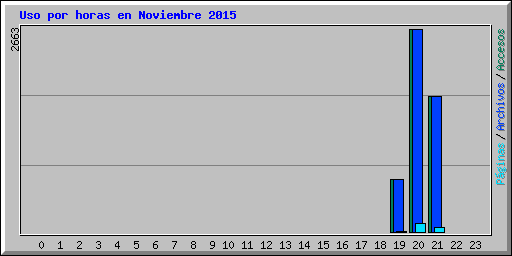 Uso por horas en Noviembre 2015
2663
Páginas / Archivos / Accesos
0 1 2 3 4 5 6 7 8 9 10 11 12 13 14 15 16 17 18 19 20 21 22 23